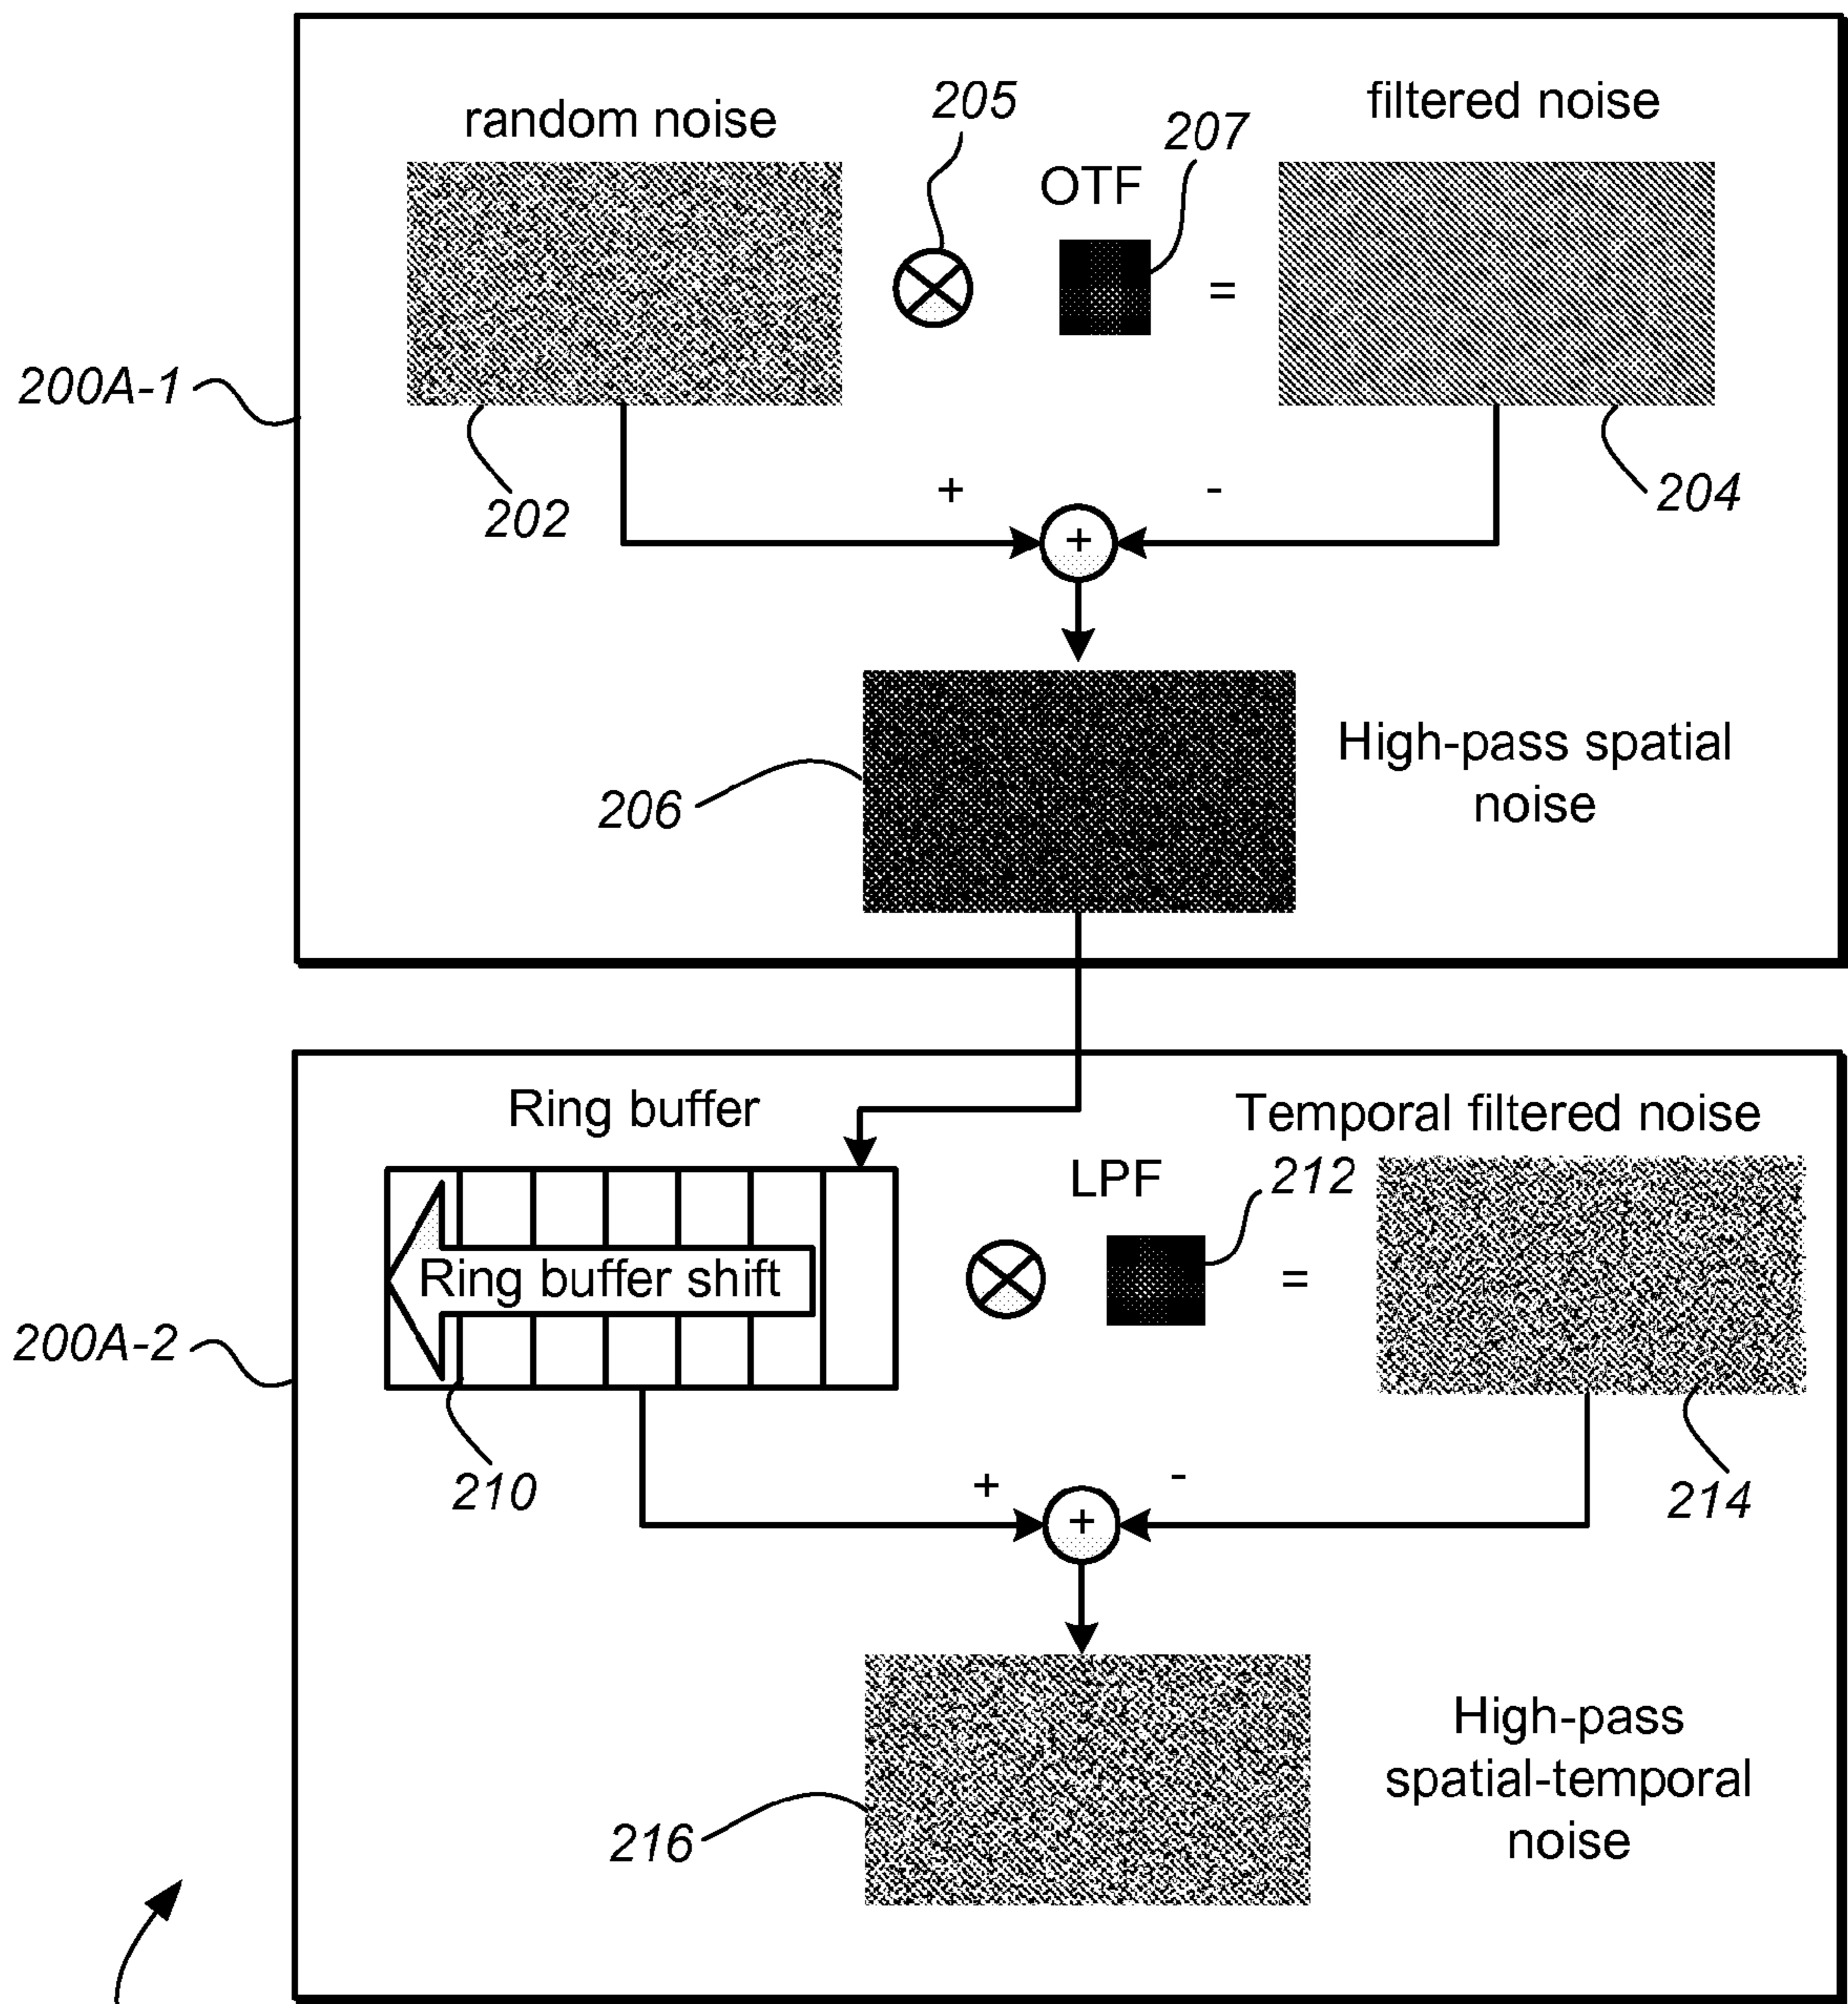 random noise
205
207
filtered noise
OTF
=
200A-1
202
204
+
-
+
206
High-pass spatial
noise
Ring buffer
Temporal filtered noise
LPF
212
Ring buffer shift
=
200A-2
210
214
+
-
+
216
High-pass
spatial-temporal
noise